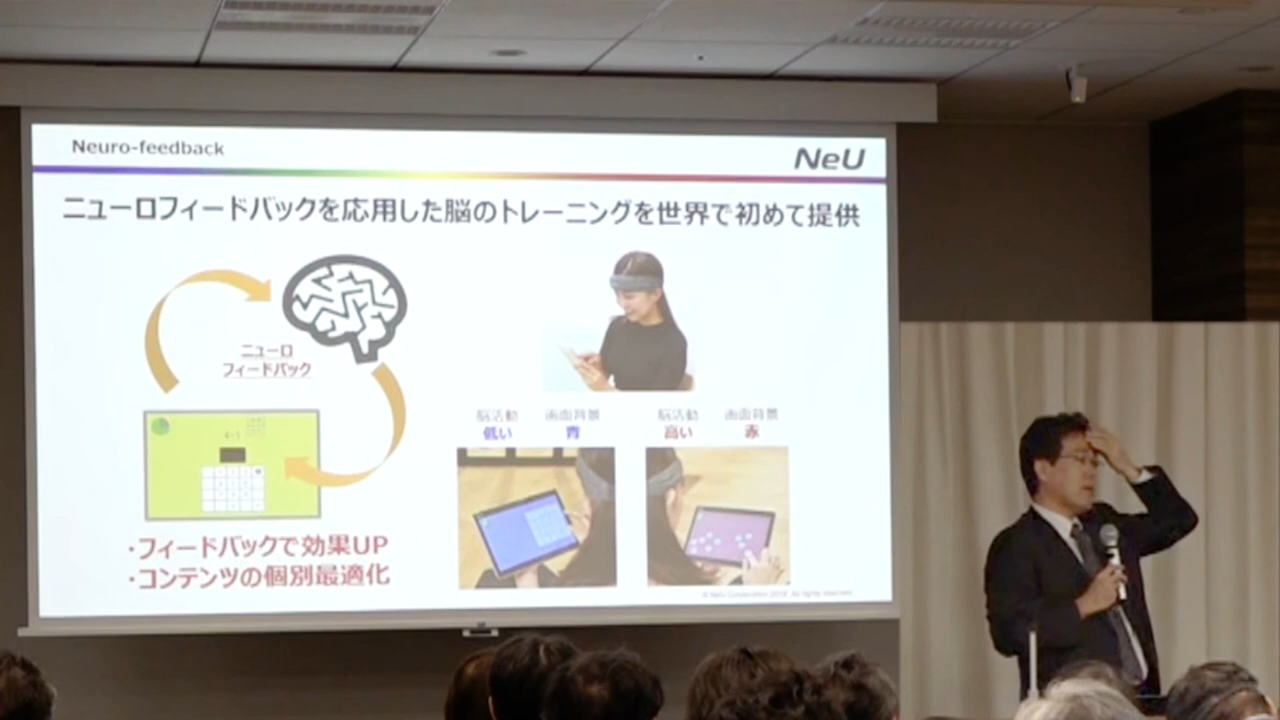 Neuro-feedback
NeU
ニューロフィードバックを応用した脳のトレーニングを世界で初めて提供
ニューロ
フィードバック
脳活動 画面背景 脳活動 画面背景
低い 青 高い 赤
・フィードバックで効果UP
・コンテンツの個別最適化